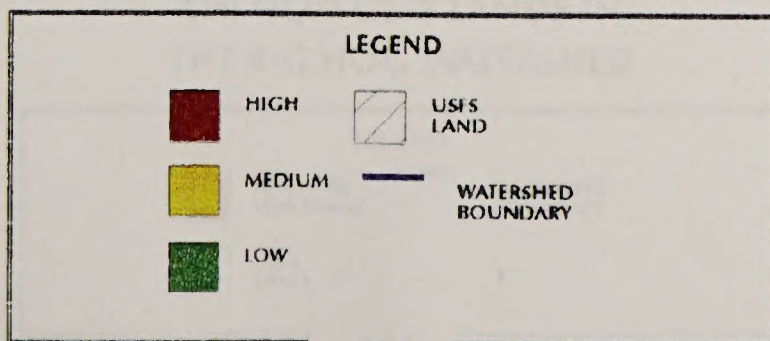 LEGEND
HIGH
MEDIUM
LOW
USFS
LAND
WATERSHED
BOUNDARY